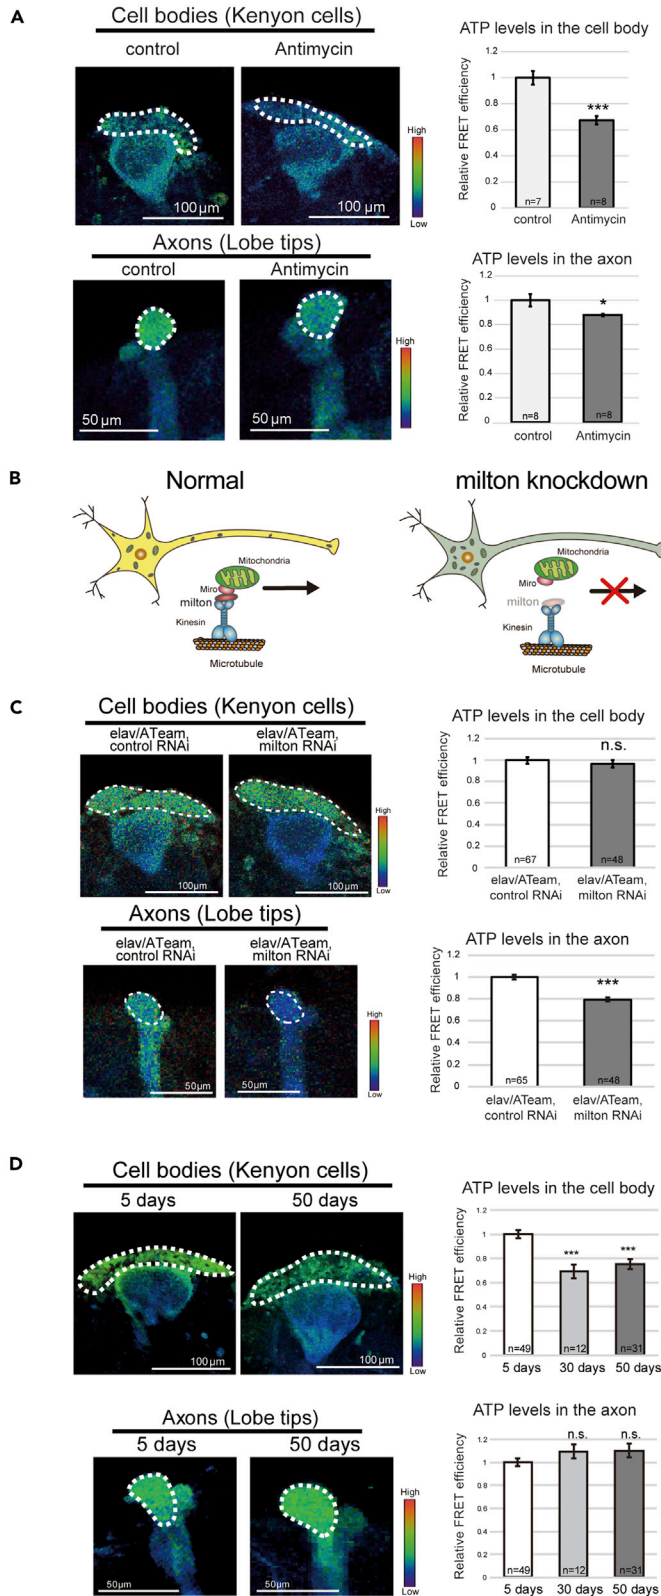 A
Cell bodies (Kenyon cells)
control
Antimycin
100 µm
100 µm
High
Low
ATP levels in the cell body
Relative FRET efficiency
1.2
1
0.8
0.6
0.4
0.2
0
***
n=7
n=8
control
Antimycin
Axons (Lobe tips)
control
Antimycin
50 µm
50 µm
High
Low
ATP levels in the axon
Relative FRET efficiency
1.2
1
0.8
0.6
0.4
0.2
0
*
n=8
n=8
control
Antimycin
B
Normal
Mitochondria
Miro
milton
Kinesin
Microtubule
milton knockdown
Mitochondria
Miro
milton
Kinesin
Microtubule
C
Cell bodies (Kenyon cells)
elav/ATeam,
control RNAi
elav/ATeam,
milton RNAi
100µm
100µm
High
Low
ATP levels in the cell body
Relative FRET efficiency
1.2
1
0.8
0.6
0.4
0.2
0
n.s.
n=67
n=48
elav/ATeam,
control RNAi
elav/ATeam,
milton RNAi
Axons (Lobe tips)
elav/ATeam,
control RNAi
elav/ATeam,
milton RNAi
50µm
50µm
High
Low
ATP levels in the axon
Relative FRET efficiency
1.2
1
0.8
0.6
0.4
0.2
0
***
n=65
n=48
elav/ATeam,
control RNAi
elav/ATeam,
milton RNAi
D
Cell bodies (Kenyon cells)
5 days
50 days
100µm
100µm
High
Low
ATP levels in the cell body
Relative FRET efficiency
1.2
1
0.8
0.6
0.4
0.2
0
***
***
n=49
n=12
n=31
5 days
30 days
50 days
Axons (Lobe tips)
5 days
50 days
50µm
50µm
High
Low
ATP levels in the axon
Relative FRET efficiency
1.2
1
0.8
0.6
0.4
0.2
0
n.s.
n.s.
n=49
n=12
n=31
5 days
30 days
50 days